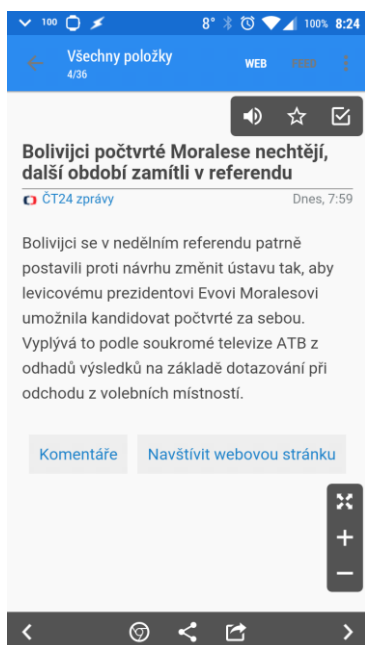 100
8°
100%
8:24
Všechny položky
4/36
WEB
Bolivijci počtvrté Moralese nechtějí,
další období zamítli v referendu
ČT24 zprávy
Dnes, 7:59
Bolivijci se v nedělním referendu patrně
postavili proti návrhu změnit ústavu tak, aby
levicovému prezidentovi Evovi Moralesovi
umožnila kandidovat počtvrté za sebou.
Vyplývá to podle soukromé televize ATB z
odhadů výsledků na základě dotazování při
odchodu z volebních místností.
Komentáře
Navštívit webovou stránku